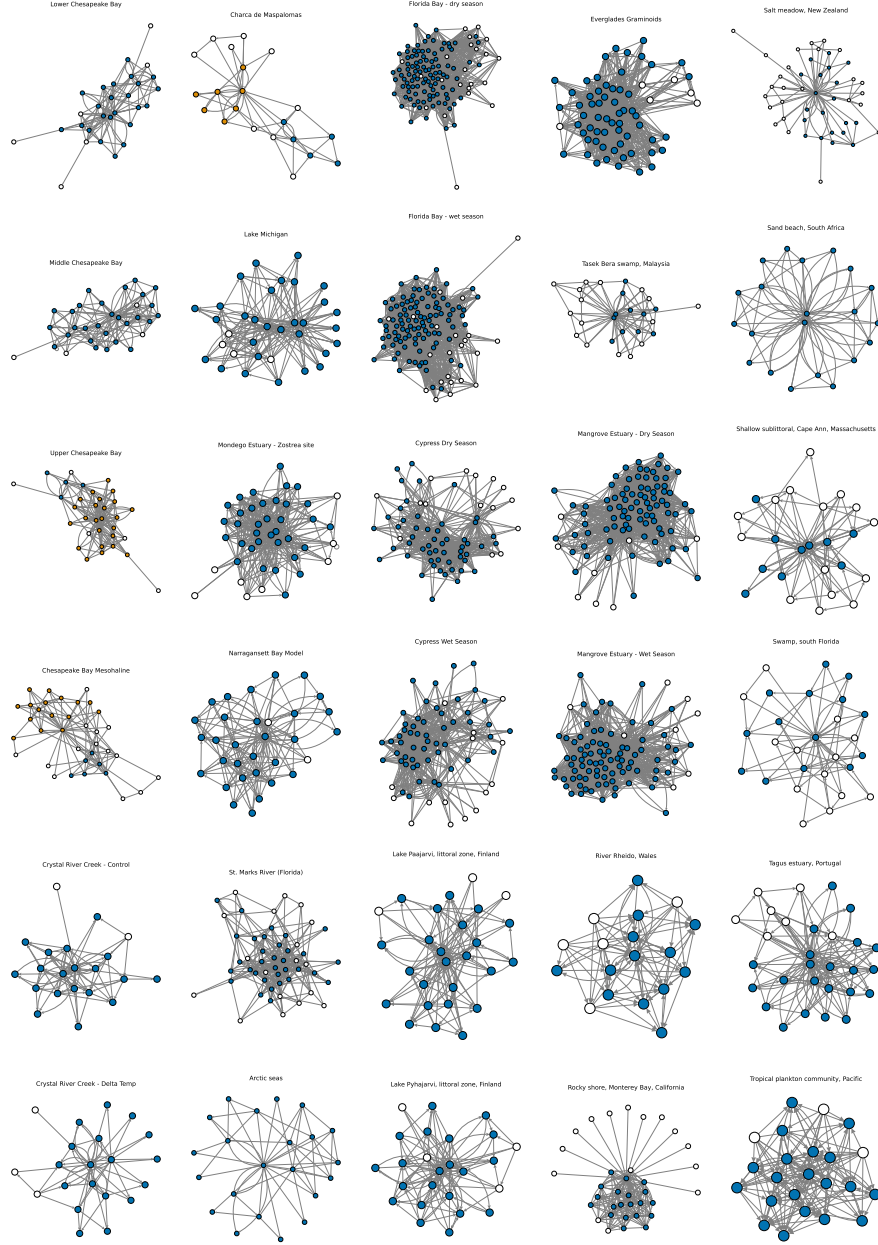 Lower Chesapeake Bay
Charca de Maspalomas
Florida Bay - dry season
Everglades Graminoids
Salt meadow, New Zealand
Middle Chesapeake Bay
Lake Michigan
Florida Bay - wet season
Tasek Bera swamp, Malaysia
Sand beach, South Africa
Upper Chesapeake Bay
Mondego Estuary - Zostrea site
Cypress Dry Season
Mangrove Estuary - Dry Season
Shallow sublittoral, Cape Ann, Massachusetts
Chesapeake Bay Mesohaline
Narragansett Bay Model
Cypress Wet Season
Mangrove Estuary - Wet Season
Swamp, south Florida
Crystal River Creek - Control
St. Marks River (Florida)
Lake Paajarvi, littoral zone, Finland
River Rheido, Wales
Tagus estuary, Portugal
Crystal River Creek - Delta Temp
Arctic seas
Lake Pyhajarvi, littoral zone, Finland
Rocky shore, Monterey Bay, California
Tropical plankton community, Pacific